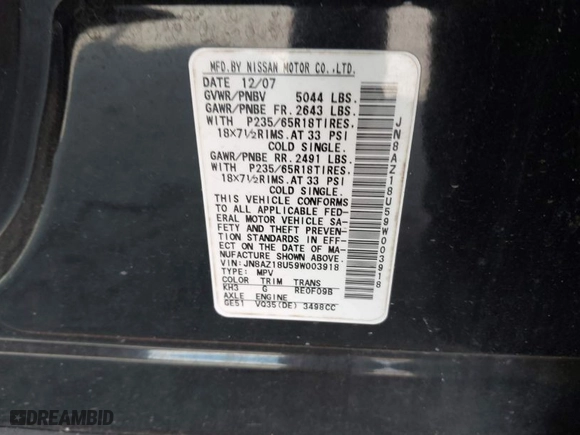 MFD.BY NISSAN MOTOR CO.,LTD.
DATE 12/07
GVWR/PNBV 5044 LBS.
GAWR/PNBE FR. 2643 LBS.
WITH P235/65R18TIRES.
18X7½RIMS.AT 33 PSI
COLD SINGLE.
GAWR/PNBE RR. 2491 LBS.
WITH P235/65R18TIRES.
18X7½RIMS.AT 33 PSI
COLD SINGLE.
THIS VEHICLE CONFORMS
TO ALL APPLICABLE FED-
ERAL MOTOR VEHICLE SA-
FETY AND THEFT PREVENTION
STANDARDS IN EFF-
ECT ON THE DATE OF MA-
NUFACTURE SHOWN ABOVE.
VIN:JN8AZ18U59W003918
TYPE: MPV
COLOR TRIM TRANS
KH3 G RE0F09B
AXLE ENGINE
GE51 VQ35(DE) 3498CC
JN8AZ18U59W003918
DREAMBID